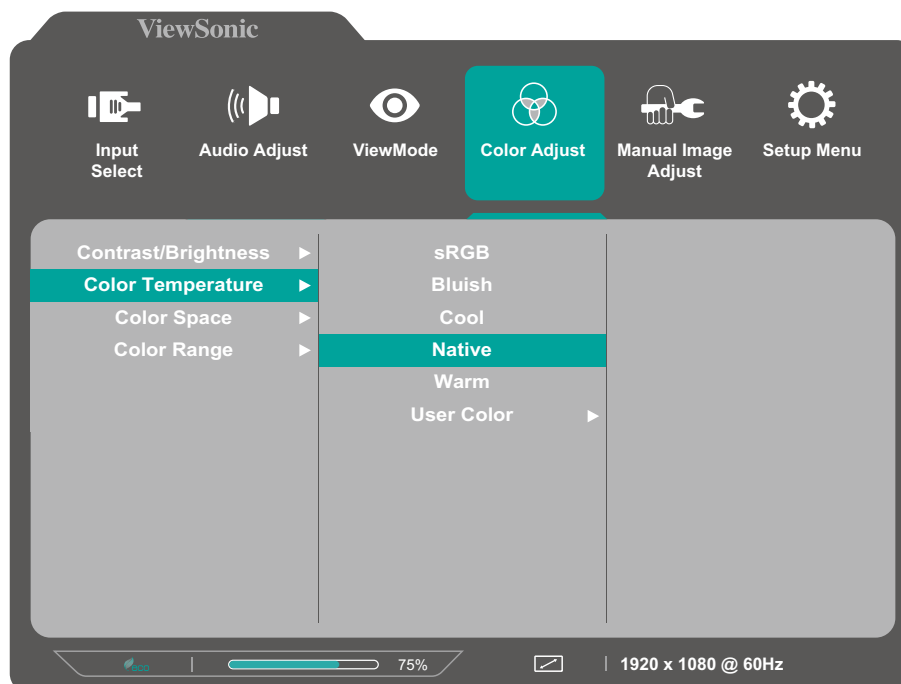 ViewSonic
Input Select
Audio Adjust
ViewMode
Color Adjust
Manual Image Adjust
Setup Menu
Contrast/Brightness
Color Temperature
Color Space
Color Range
sRGB
Bluish
Cool
Native
Warm
User Color
eco
75%
1920 x 1080 @ 60Hz